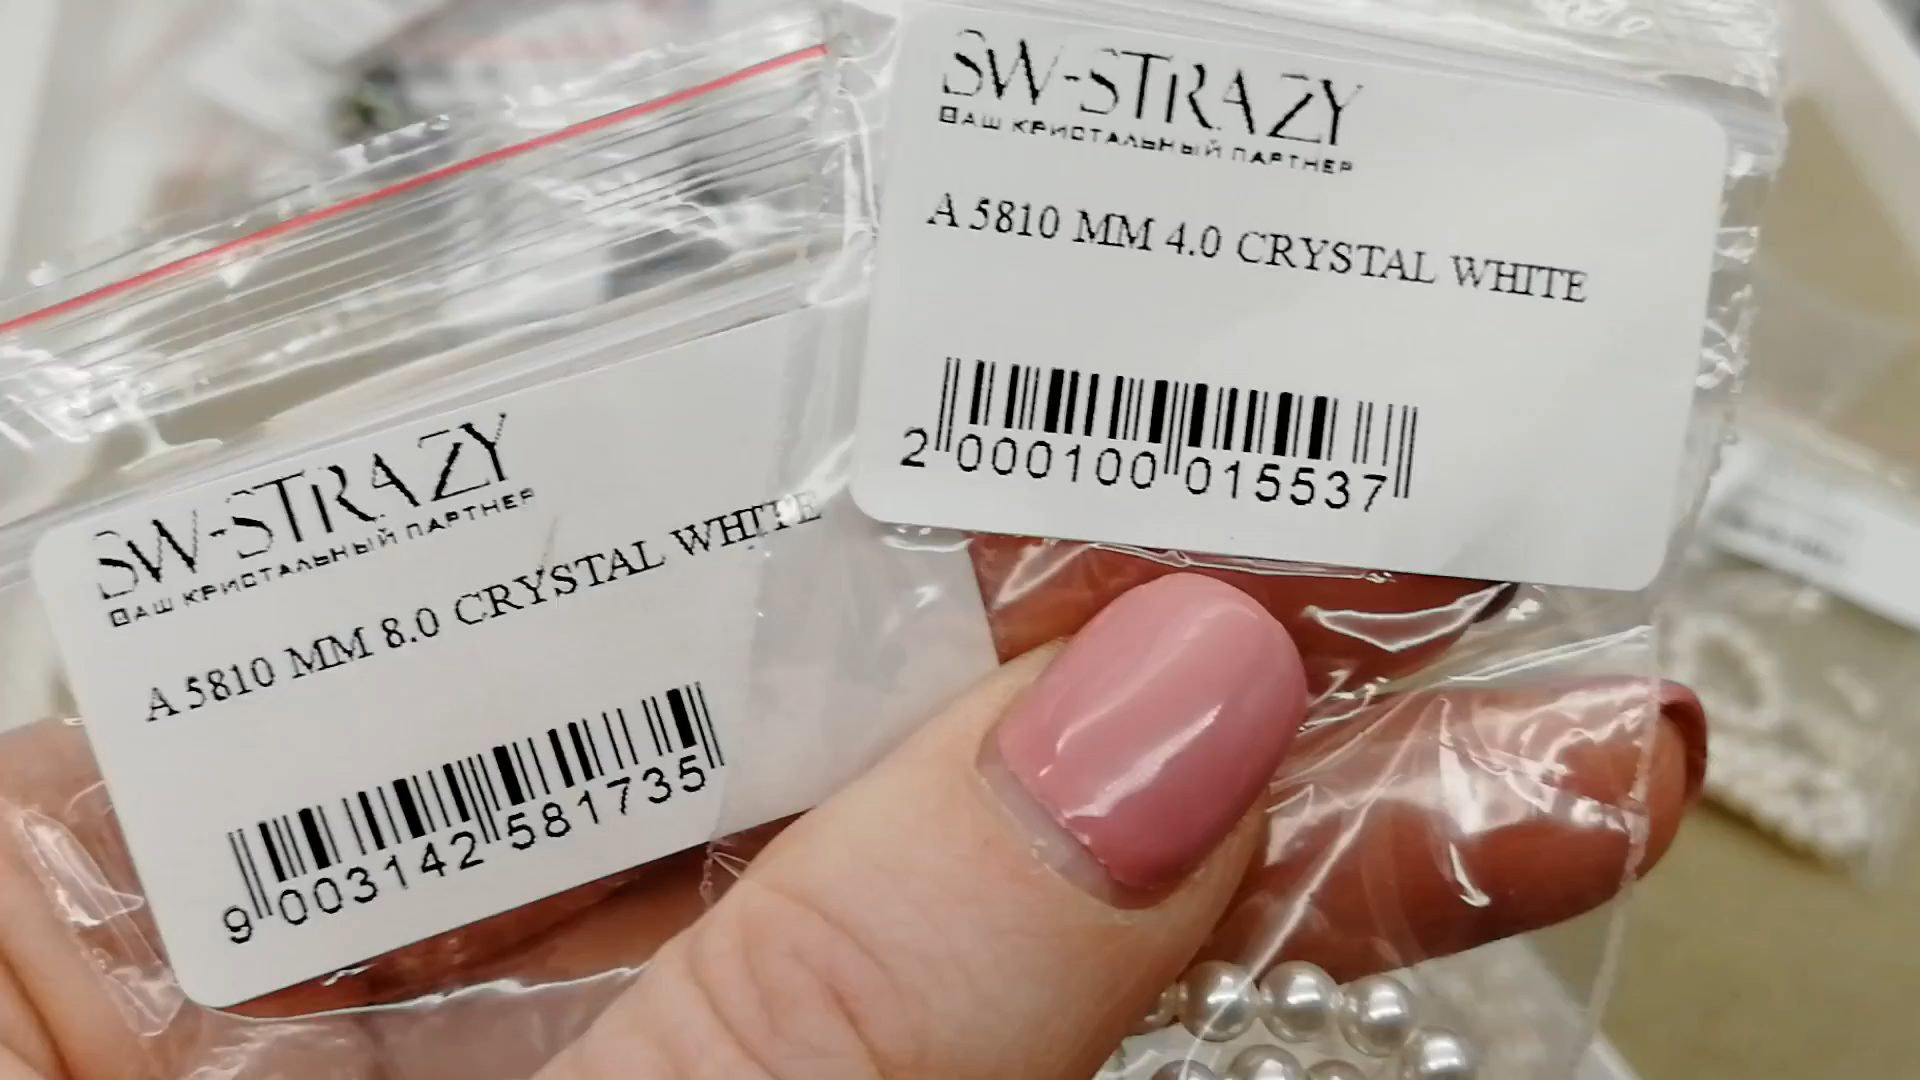 SW-STRAZY
ВАШ КРИСТАЛЬНЫЙ ПАРТНЕР
A 5810 MM 8.0 CRYSTAL WHITE
9 003142 581735
SW-STRAZY
ВАШ КРИСТАЛЬНЫЙ ПАРТНЕР
A 5810 MM 4.0 CRYSTAL WHITE
2 000100 015537